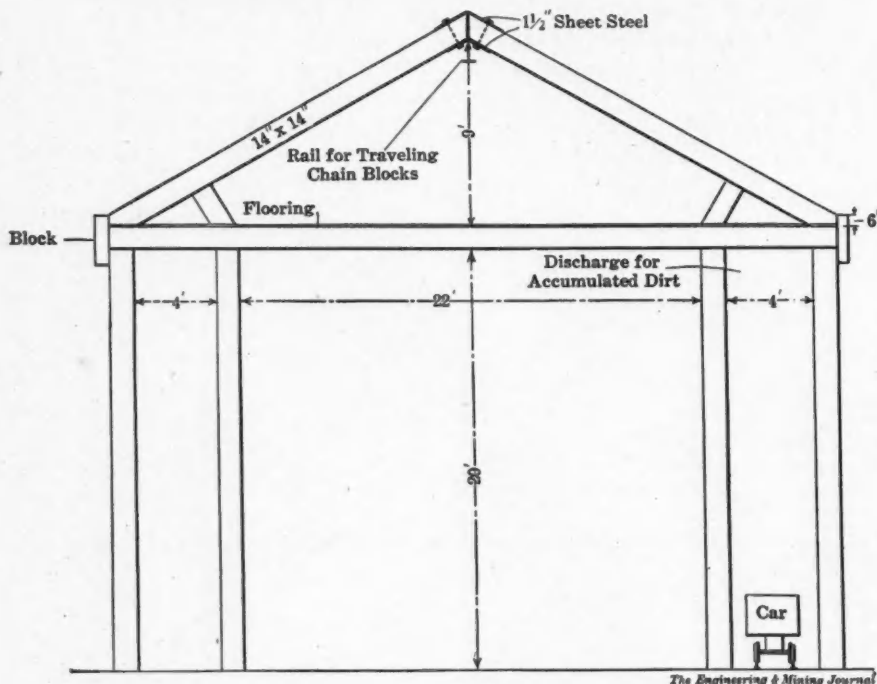 1½" Sheet Steel
14" x 14"
9'
Rail for Traveling
Chain Blocks
Flooring
6"
Block
Discharge for
Accumulated Dirt
4'
22'
4'
20'
Car
The Engineering & Mining Journal